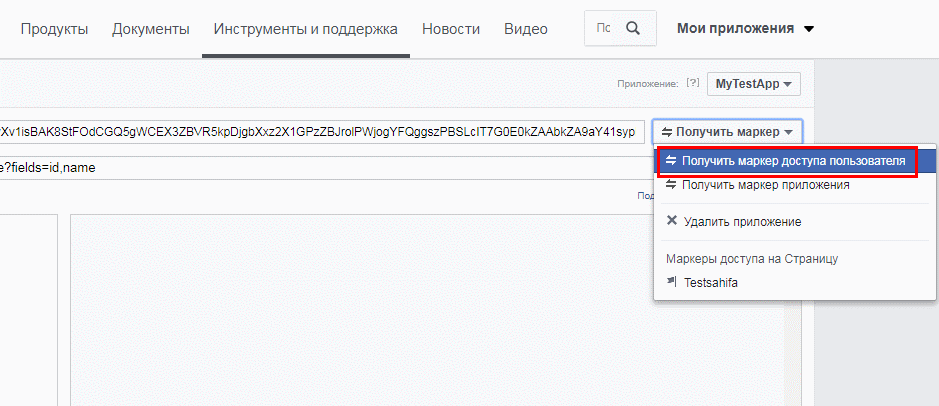 Продукты Документы Инструменты и поддержка Новости Видео По Мои приложения
Приложение: [?] MyTestApp
Xv1isBAK8StFOdCGQ5gWCEX3ZBVR5kpDjgbXxz2X1GPzZBJrolPWjogYFQggszPBSLcIT7G0E0kZAAbkZA9aY41syp Получить маркер
e?fields=id,name
Получить маркер доступа пользователя
Получить маркер приложения
Под
Удалить приложение
Маркеры доступа на Страницу
Testsahifa